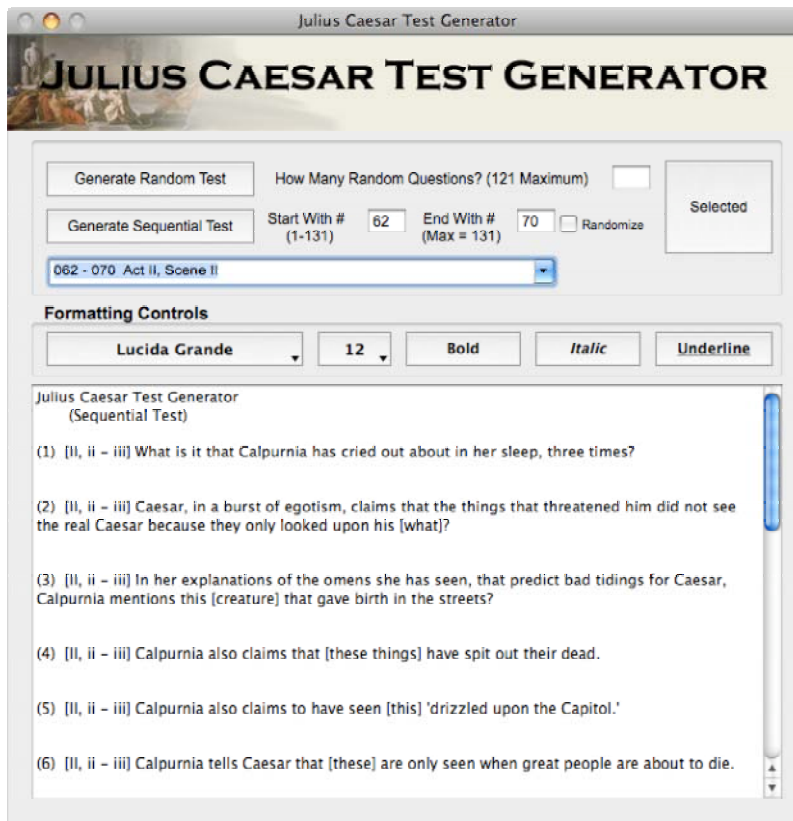 Julius Caesar Test Generator
JULIUS CAESAR TEST GENERATOR
Generate Random Test
How Many Random Questions? (121 Maximum)
Selected
Generate Sequential Test
Start With # 62 End With # 70 Randomize
(1-131) (Max = 131)
062 - 070 Act II, Scene II
Formatting Controls
Lucida Grande 12 Bold Italic Underline
Julius Caesar Test Generator
(Sequential Test)
(1) [II, ii – iii] What is it that Calpurnia has cried out about in her sleep, three times?
(2) [II, ii – iii] Caesar, in a burst of egotism, claims that the things that threatened him did not see
the real Caesar because they only looked upon his [what]?
(3) [II, ii – iii] In her explanations of the omens she has seen, that predict bad tidings for Caesar,
Calpurnia mentions this [creature] that gave birth in the streets?
(4) [II, ii – iii] Calpurnia also claims that [these things] have spit out their dead.
(5) [II, ii – iii] Calpurnia also claims to have seen [this] 'drizzled upon the Capitol.'
(6) [II, ii – iii] Calpurnia tells Caesar that [these] are only seen when great people are about to die.